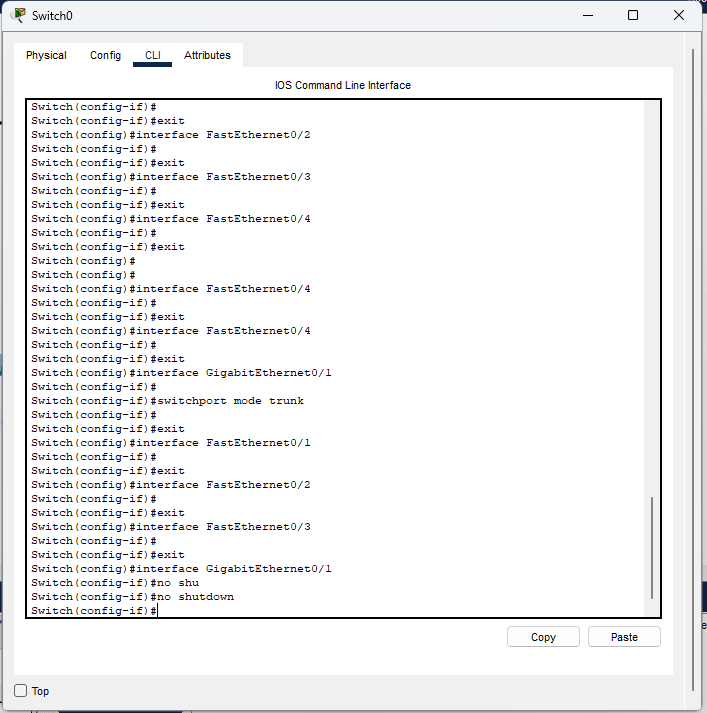 Switch0
Physical Config CLI Attributes
IOS Command Line Interface
Switch(config-if)#
Switch(config-if)#exit
Switch(config)#interface FastEthernet0/2
Switch(config-if)#
Switch(config-if)#exit
Switch(config)#interface FastEthernet0/3
Switch(config-if)#
Switch(config-if)#exit
Switch(config)#interface FastEthernet0/4
Switch(config-if)#
Switch(config-if)#exit
Switch(config)#
Switch(config)#
Switch(config)#interface FastEthernet0/4
Switch(config-if)#
Switch(config-if)#exit
Switch(config)#interface FastEthernet0/4
Switch(config-if)#
Switch(config-if)#exit
Switch(config)#interface GigabitEthernet0/1
Switch(config-if)#
Switch(config-if)#switchport mode trunk
Switch(config-if)#
Switch(config-if)#exit
Switch(config)#interface FastEthernet0/1
Switch(config-if)#
Switch(config-if)#exit
Switch(config)#interface FastEthernet0/2
Switch(config-if)#
Switch(config-if)#exit
Switch(config)#interface FastEthernet0/3
Switch(config-if)#
Switch(config-if)#exit
Switch(config)#interface GigabitEthernet0/1
Switch(config-if)#no shu
Switch(config-if)#no shutdown
Switch(config-if)#
Copy Paste
Top